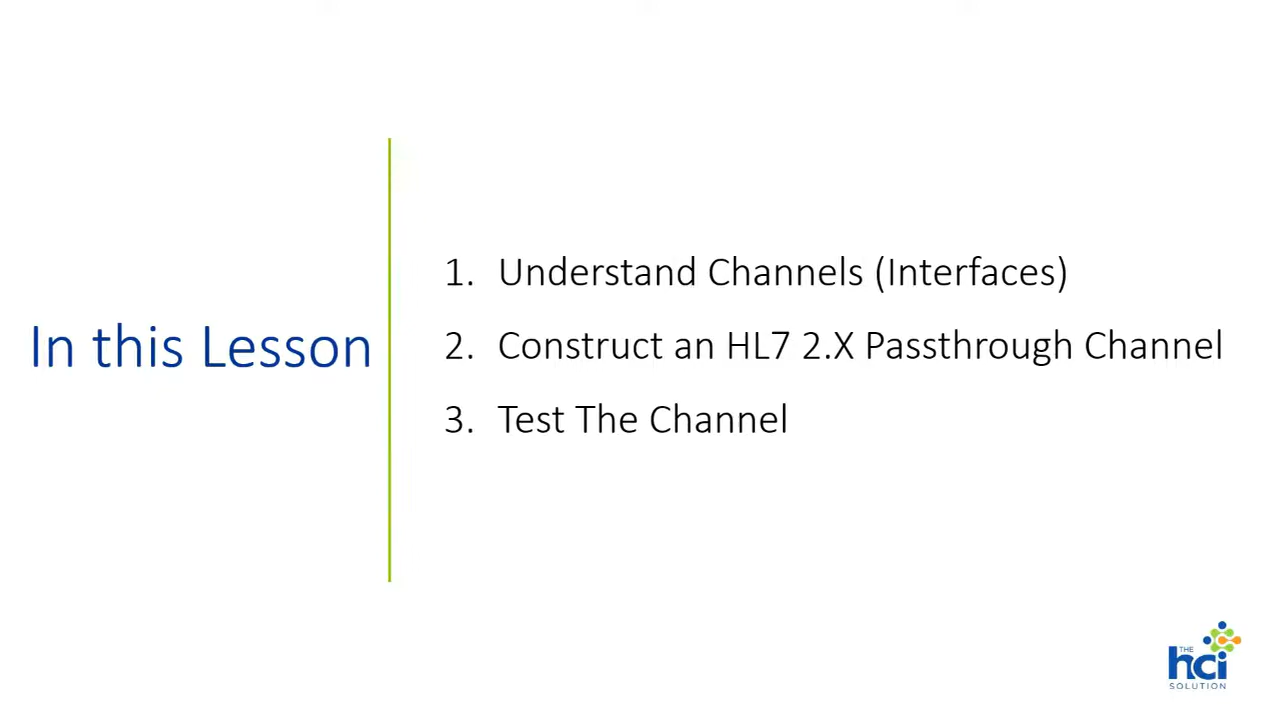 In this Lesson
1. Understand Channels (Interfaces)
2. Construct an HL7 2.X Passthrough Channel
3. Test The Channel
THE
hci
SOLUTION